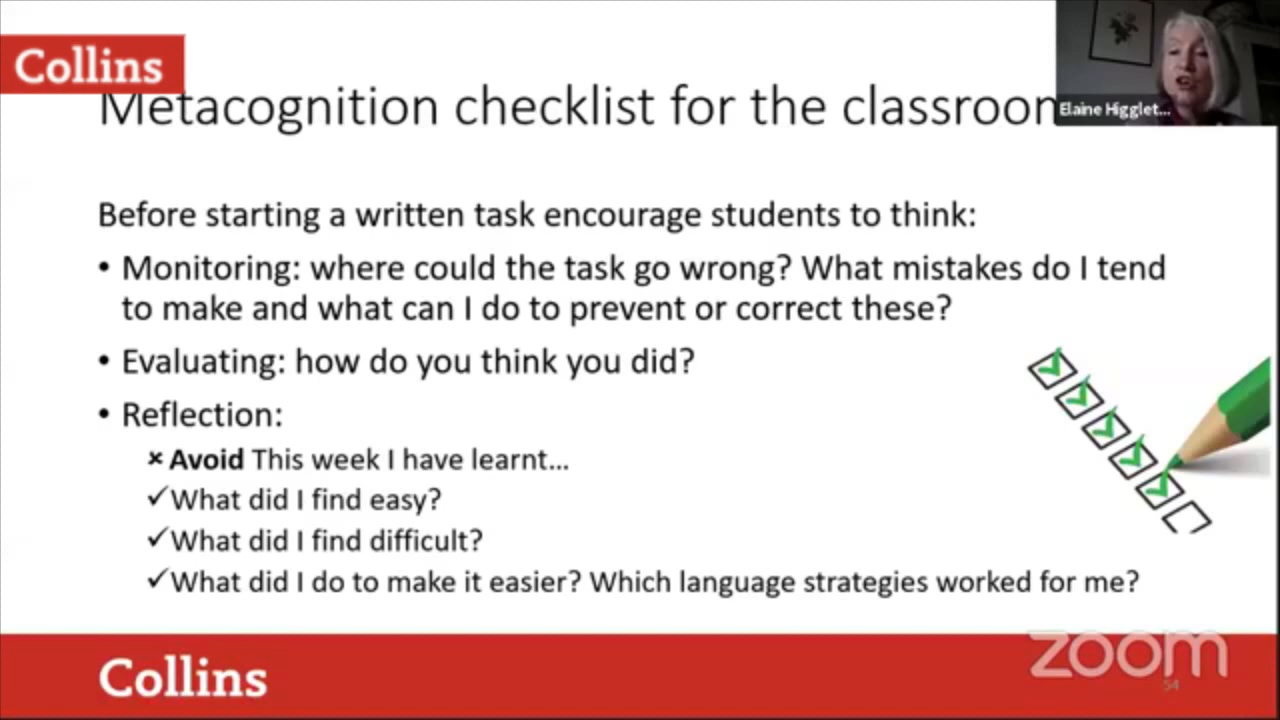 Collins
Elaine Higglet...
Metacognition checklist for the classroom
Before starting a written task encourage students to think:
• Monitoring: where could the task go wrong? What mistakes do I tend
to make and what can I do to prevent or correct these?
• Evaluating: how do you think you did?
• Reflection:
× Avoid This week I have learnt...
✓ What did I find easy?
✓ What did I find difficult?
✓ What did I do to make it easier? Which language strategies worked for me?
zoom
54
Collins